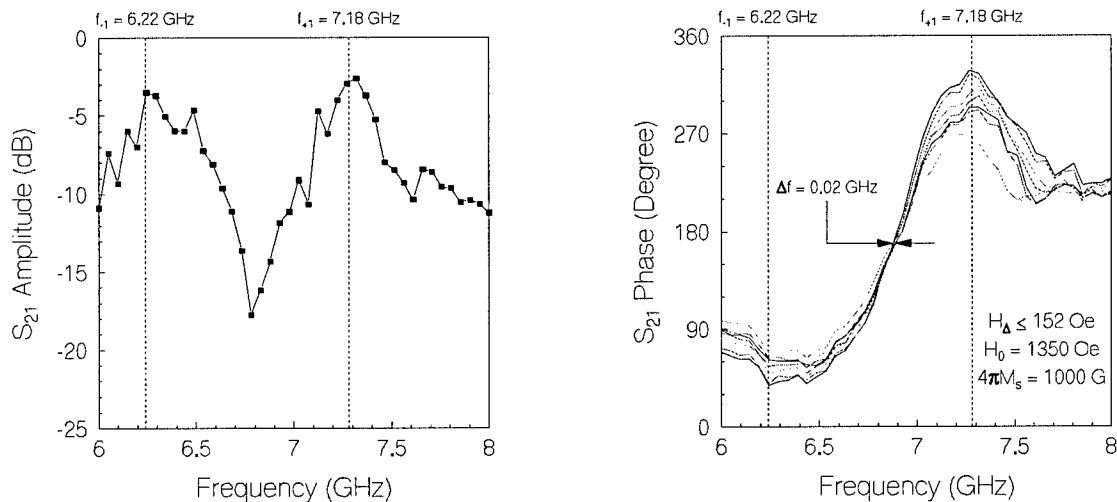 f₋₁ = 6.22 GHz
f₊₁ = 7.18 GHz
0
-5
-10
-15
-20
-25
S₂₁ Amplitude (dB)
6
6.5
7
7.5
8
Frequency (GHz)
f₋₁ = 6.22 GHz
f₊₁ = 7.18 GHz
360
270
180
90
0
S₂₁ Phase (Degree)
Δf = 0.02 GHz
H_Δ ≤ 152 Oe
H₀ = 1350 Oe
4πMₛ = 1000 G
6
6.5
7
7.5
8
Frequency (GHz)